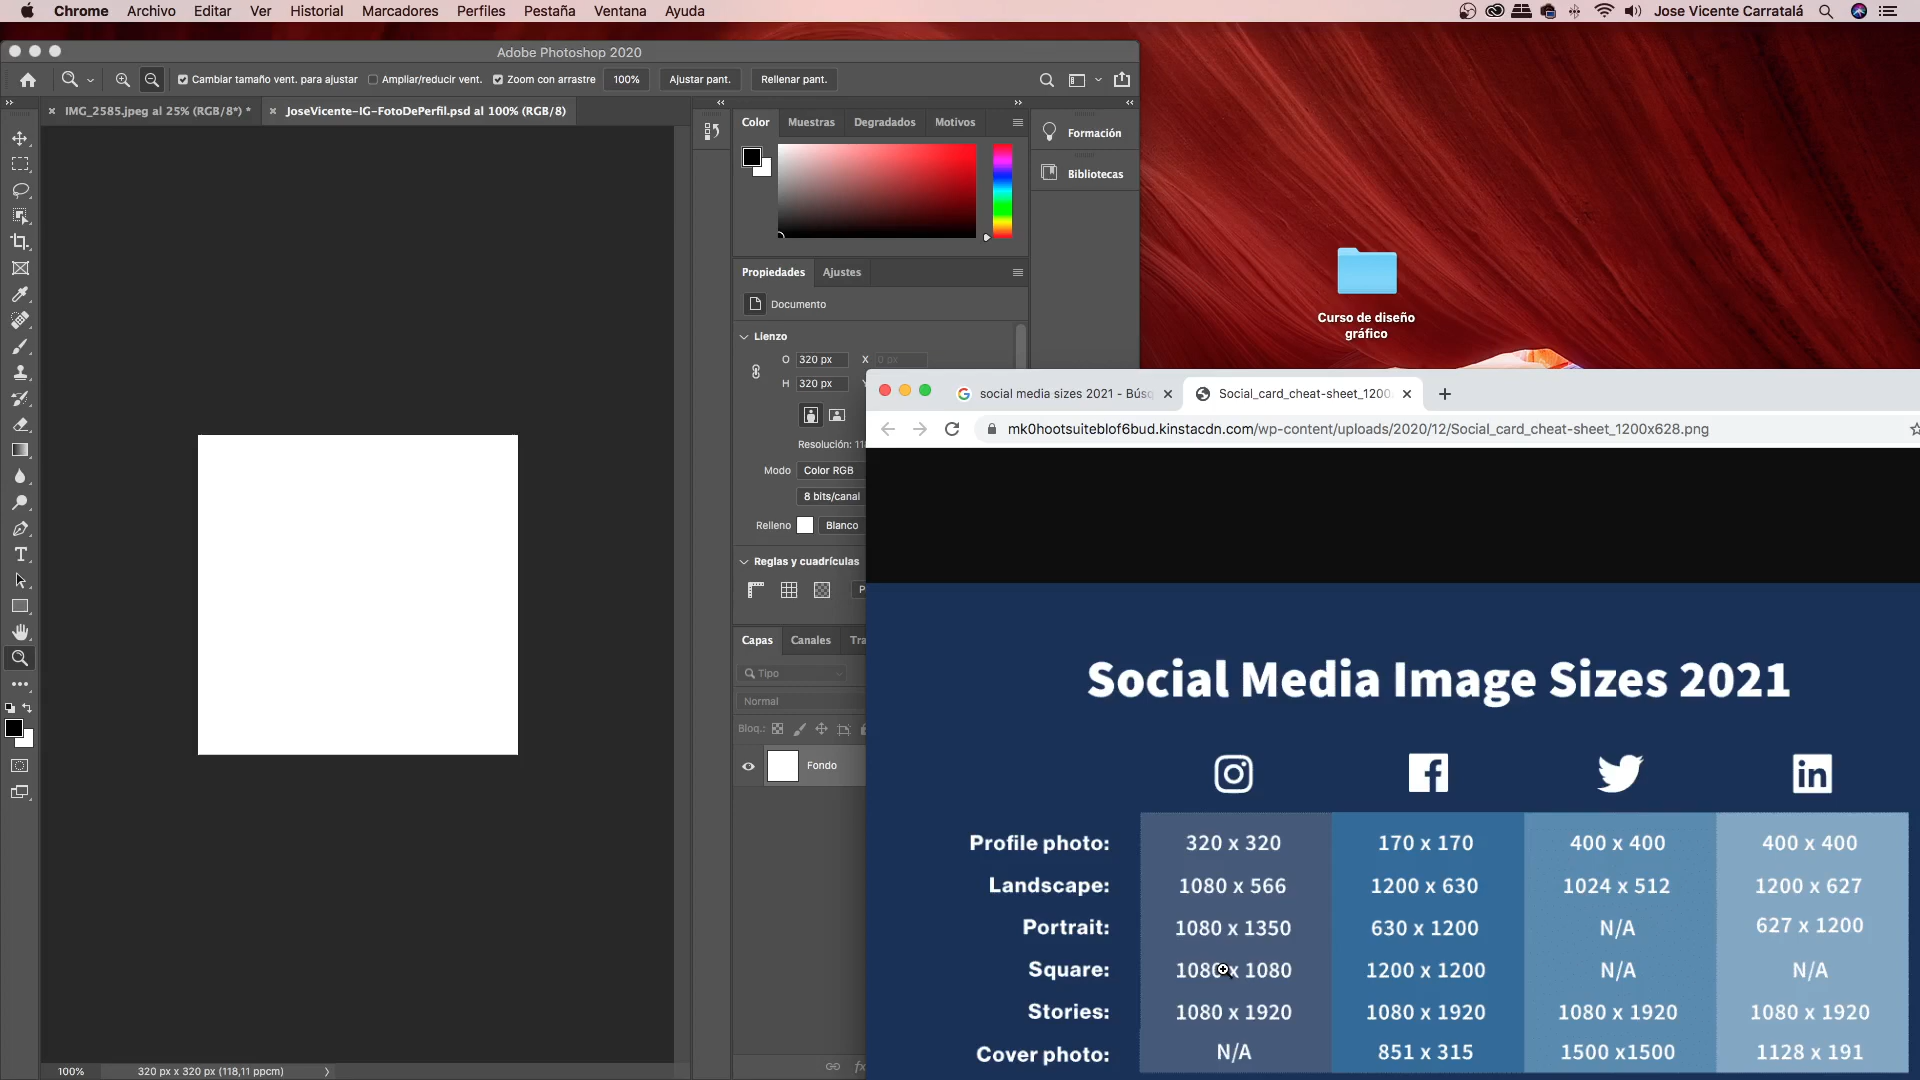 Chrome Archivo Editar Ver Historial Marcadores Perfiles Pestaña Ventana Ayuda Jose Vicente Carratalá
Adobe Photoshop 2020
Cambiar tamaño vent. para ajustar Ampliar/reducir vent. Zoom con arrastre 100% Ajustar pant. Rellenar pant.
IMG_2585.jpeg al 25% (RGB/8*) * JoseVicente-IG-FotoDePerfil.psd al 100% (RGB/8)
Color Muestras Degradados Motivos
Formación
Bibliotecas
Propiedades Ajustes
Documento
Lienzo
O 320 px X 0 px
H 320 px
Modo Color RGB
8 bits/canal
Relleno Blanco
Reglas y cuadrículas
Capas Canales
Tipo
Normal
Bloq.:
Fondo
fx
100% 320 px x 320 px (118,11 ppcm)
Curso de diseño
gráfico
social media sizes 2021 - Búsq Social_card_cheat-sheet_1200
mk0hootsuiteblof6bud.kinstacdn.com/wp-content/uploads/2020/12/Social_card_cheat-sheet_1200x628.png
Social Media Image Sizes 2021
Profile photo: 320 x 320 170 x 170 400 x 400 400 x 400
Landscape: 1080 x 566 1200 x 630 1024 x 512 1200 x 627
Portrait: 1080 x 1350 630 x 1200 N/A 627 x 1200
Square: 1080 x 1080 1200 x 1200 N/A N/A
Stories: 1080 x 1920 1080 x 1920 1080 x 1920 1080 x 1920
Cover photo: N/A 851 x 315 1500 x1500 1128 x 191